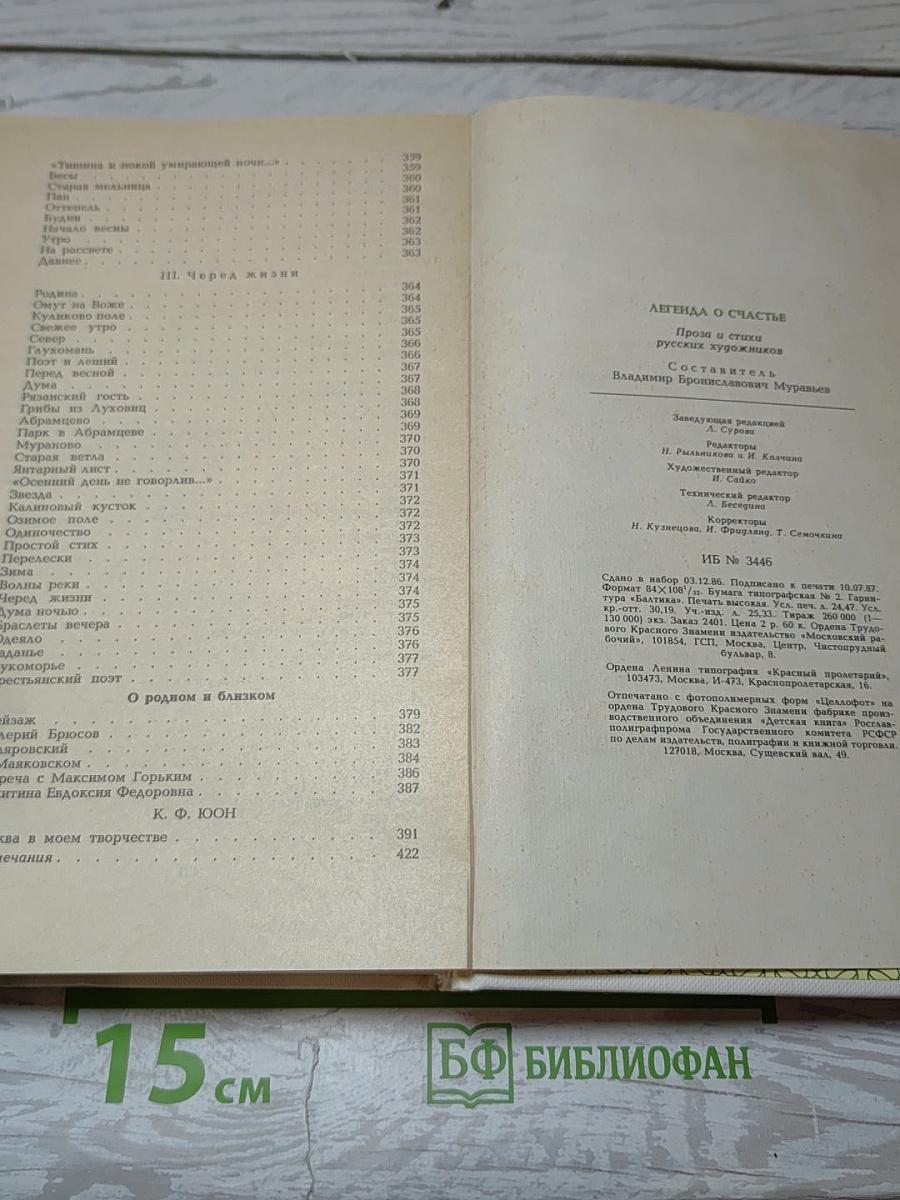 «Тишина и покой умирающей ночи...» . . . 359
Весы . . . 359
Старая мельница . . . 360
Пан . . . 360
Оттепель . . . 361
Будни . . . 361
Начало весны . . . 362
Утро . . . 362
На рассвете . . . 363
Давнее . . . 363
III. Черед жизни
Родина . . . 364
Омут на Воже . . . 364
Куликово поле . . . 365
Свежее утро . . . 365
Север . . . 365
Глухомань . . . 366
Поэт и леший . . . 366
Перед весной . . . 367
Дума . . . 367
Рязанский гость . . . 368
Грибы из Луховиц . . . 368
Абрамцево . . . 369
Парк в Абрамцеве . . . 369
Мураново . . . 370
Старая ветла . . . 370
Янтарный лист . . . 370
«Осенний день не говорлив...» . . . 371
Звезда . . . 371
Калиновый кусток . . . 372
Озимое поле . . . 372
Одиночество . . . 372
Простой стих . . . 373
Перелески . . . 373
Зима . . . 374
Волны реки . . . 374
Черед жизни . . . 374
Дума ночью . . . 375
Браслеты вечера . . . 375
Одеяло . . . 376
аданье . . . 376
укоморье . . . 377
рестьянский поэт . . . 377
О родном и близком
ейзаж . . . 379
лерий Брюсов . . . 382
ляровский . . . 383
Маяковском . . . 384
реча с Максимом Горьким . . . 386
китина Евдоксия Федоровна . . . 387
К. Ф. ЮОН
ква в моем творчестве . . . 391
ечания . . . 422
ЛЕГЕНДА О СЧАСТЬЕ
Проза и стихи
русских художников
Составитель
Владимир Брониславович Муравьев
Заведующая редакцией
Л. Сурова
Редакторы
Н. Рыльникова и И. Колчина
Художественный редактор
И. Сайко
Технический редактор
Л. Беседина
Корректоры
Н. Кузнецова, И. Фридлянд, Т. Семочкина
ИБ № 3446
Сдано в набор 03.12.86. Подписано к печати 10.07.87.
Формат 84×108¹/₃₂. Бумага типографская № 2. Гарни-
тура «Балтика». Печать высокая. Усл. печ. л. 24,47. Усл.
кр.-отт. 30,19. Уч.-изд. л. 25,33. Тираж 260 000 (1—
130 000) экз. Заказ 2401. Цена 2 р. 60 к. Ордена Трудо-
вого Красного Знамени издательство «Московский ра-
бочий», 101854, ГСП, Москва, Центр, Чистопрудный
бульвар, 8.
Ордена Ленина типография «Красный пролетарий»,
103473, Москва, И-473, Краснопролетарская, 16.
Отпечатано с фотополимерных форм «Целлофот» на
ордена Трудового Красного Знамени фабрике произ-
водственного объединения «Детская книга» Росглав-
полиграфпрома Государственного комитета РСФСР
по делам издательств, полиграфии и книжной торговли.
127018, Москва, Сущевский вал, 49.
15 см
БФ БИБЛИОФАН